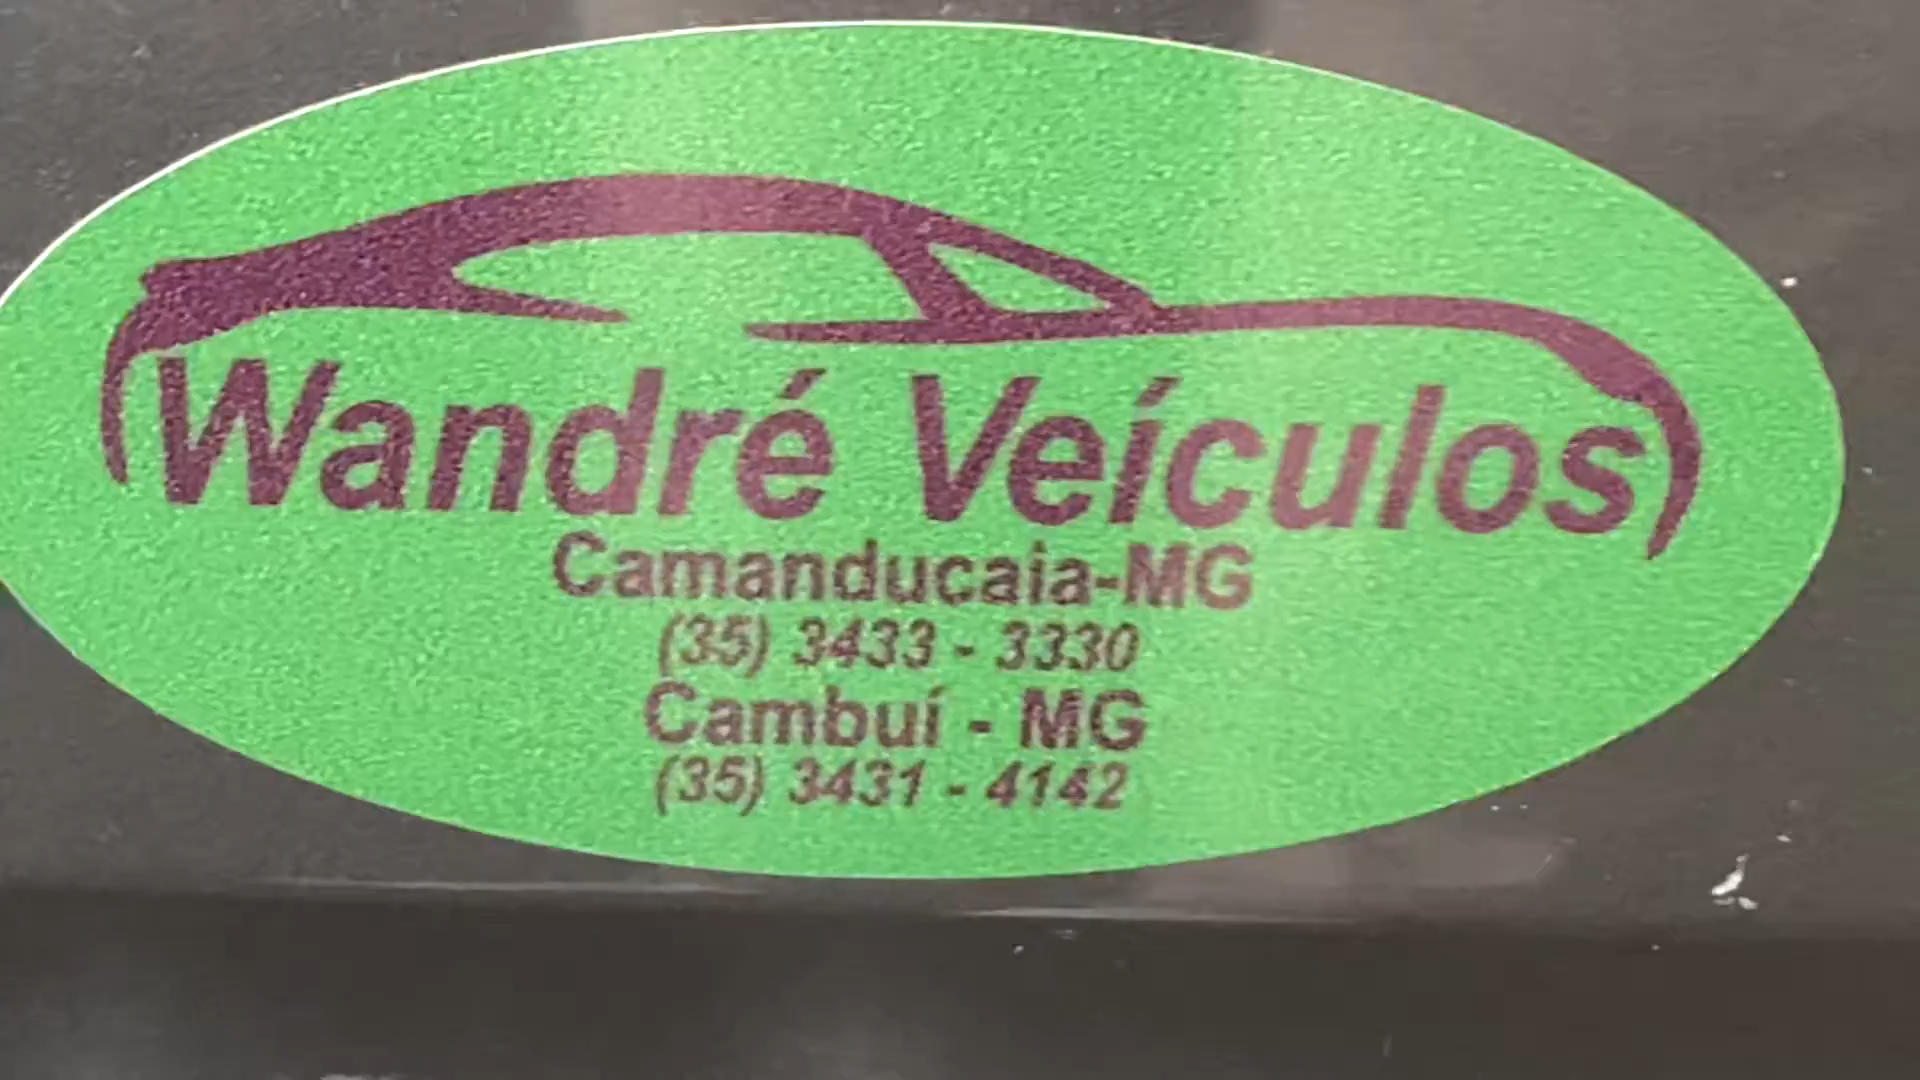 Wandré Veículos
Camanducaia-MG
(35) 3433 - 3330
Cambuí - MG
(35) 3431 - 4142